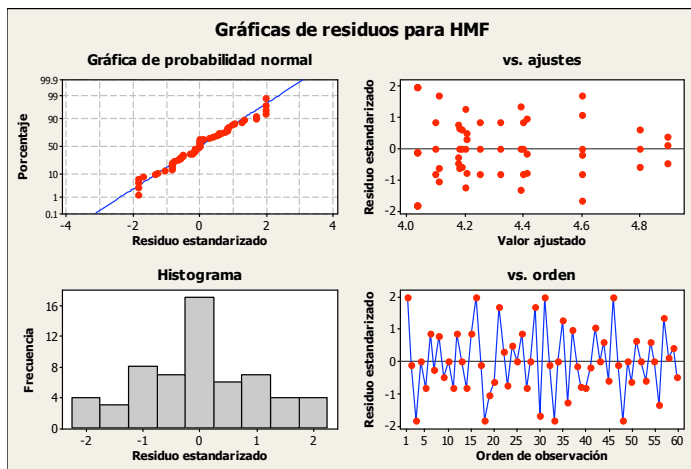 Gráficas de residuos para HMF
Gráfica de probabilidad normal
Porcentaje
99.9
99
90
50
10
1
0.1
-4 -2 0 2 4
Residuo estandarizado
vs. ajustes
Residuo estandarizado
2
1
0
-1
-2
4.0 4.2 4.4 4.6 4.8
Valor ajustado
Histograma
Frecuencia
16
12
8
4
0
-2 -1 0 1 2
Residuo estandarizado
vs. orden
Residuo estandarizado
2
1
0
-1
-2
1 5 10 15 20 25 30 35 40 45 50 55 60
Orden de observación